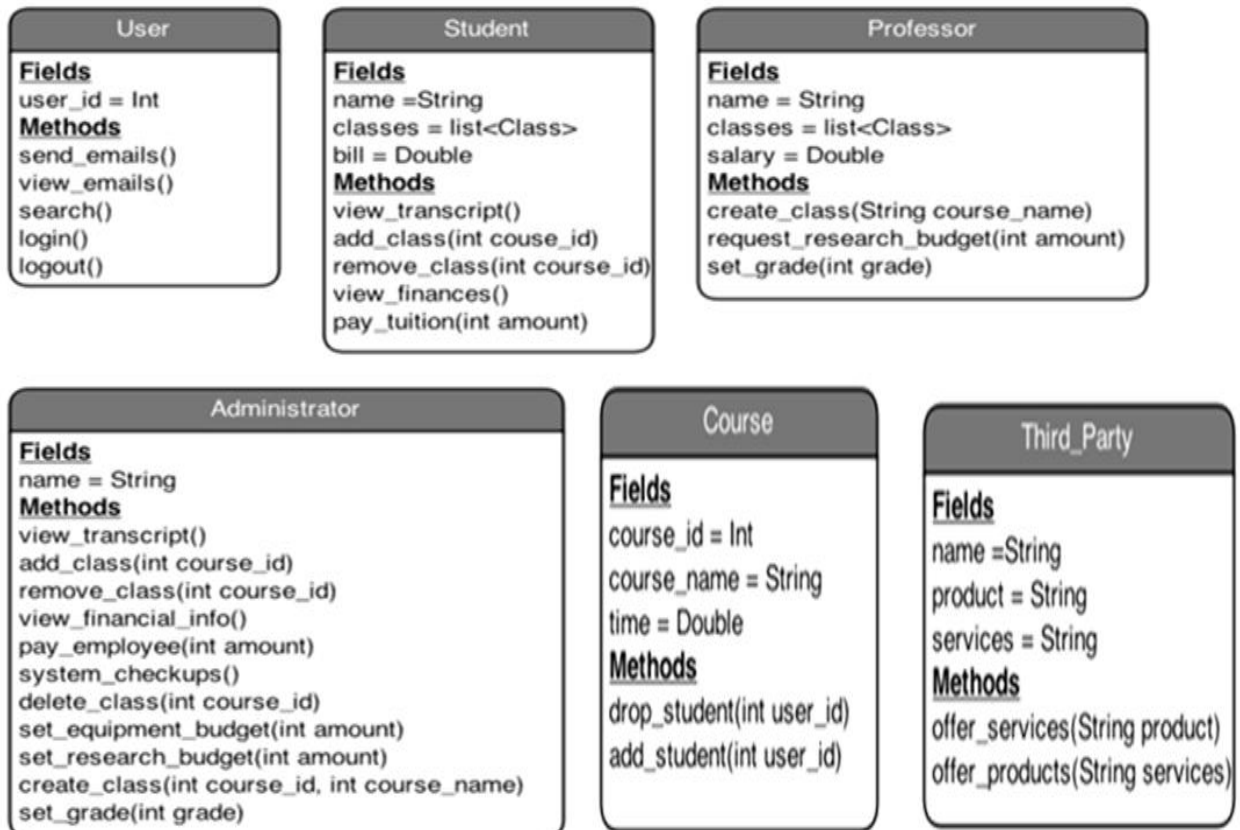 User
Fields
user_id = Int
Methods
send_emails()
view_emails()
search()
login()
logout()
Student
Fields
name =String
classes = list<Class>
bill = Double
Methods
view_transcript()
add_class(int couse_id)
remove_class(int course_id)
view_finances()
pay_tuition(int amount)
Professor
Fields
name = String
classes = list<Class>
salary = Double
Methods
create_class(String course_name)
request_research_budget(int amount)
set_grade(int grade)
Administrator
Fields
name = String
Methods
view_transcript()
add_class(int course_id)
remove_class(int course_id)
view_financial_info()
pay_employee(int amount)
system_checkups()
delete_class(int course_id)
set_equipment_budget(int amount)
set_research_budget(int amount)
create_class(int course_id, int course_name)
set_grade(int grade)
Course
Fields
course_id = Int
course_name = String
time = Double
Methods
drop_student(int user_id)
add_student(int user_id)
Third_Party
Fields
name =String
product = String
services = String
Methods
offer_services(String product)
offer_products(String services)